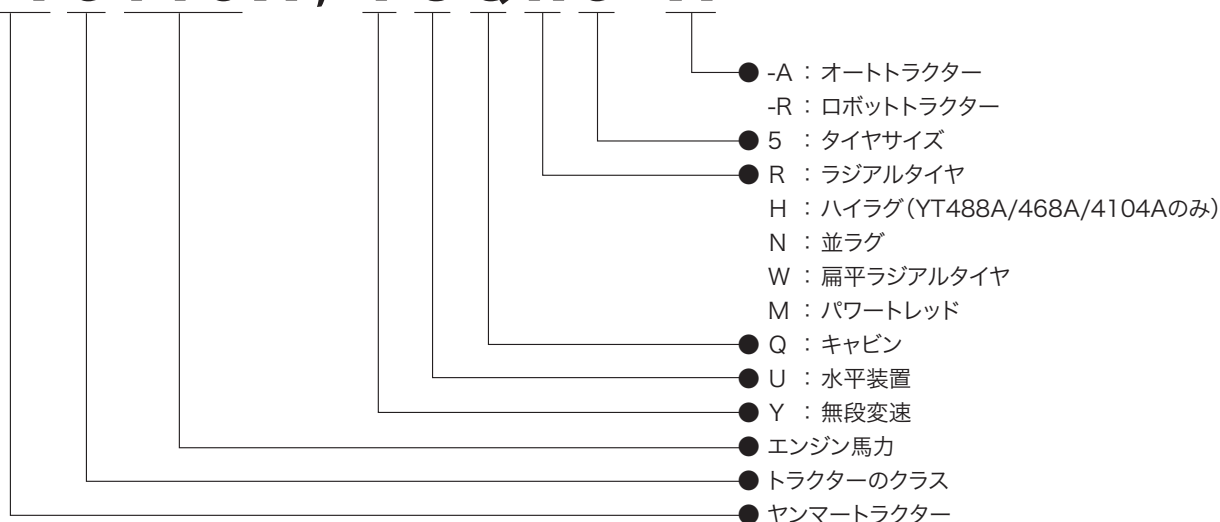 -A : オートトラクター
-R : ロボットトラクター
5 : タイヤサイズ
R : ラジアルタイヤ
H : ハイラグ(YT488A/468A/4104Aのみ)
N : 並ラグ
W : 扁平ラジアルタイヤ
M : パワートレッド
Q : キャビン
U : 水平装置
Y : 無段変速
エンジン馬力
トラクターのクラス
ヤンマートラクター